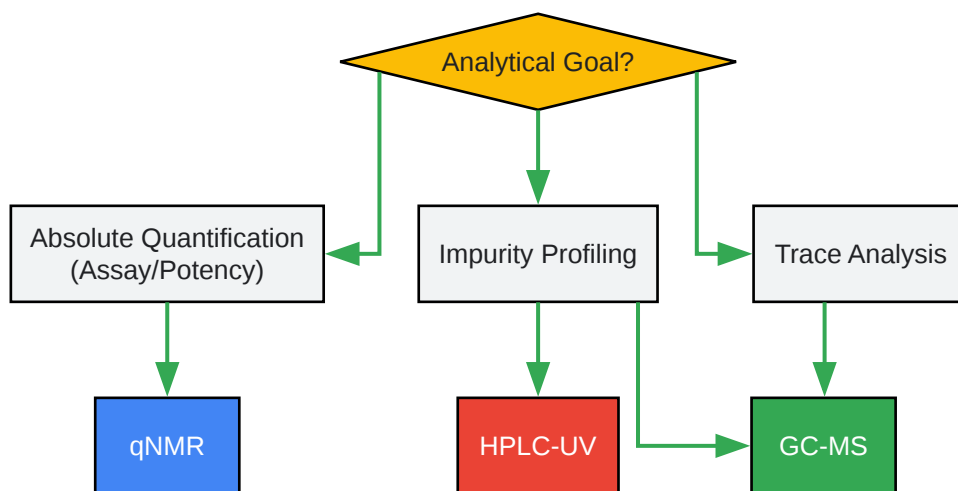 Analytical Goal?
Absolute Quantification
(Assay/Potency)
Impurity Profiling
Trace Analysis
qNMR
HPLC-UV
GC-MS